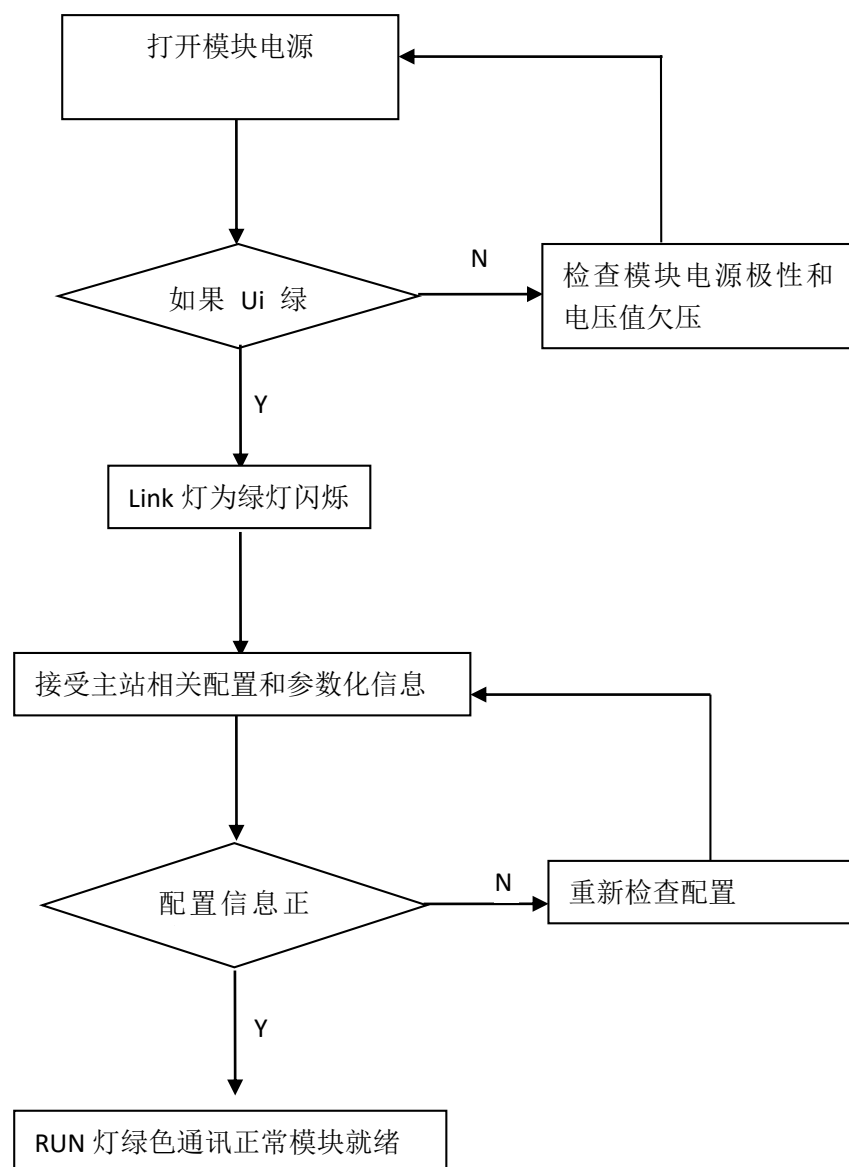 打开模块电源
如果 Ui 绿
N
检查模块电源极性和
电压值欠压
Y
Link 灯为绿灯闪烁
接受主站相关配置和参数化信息
配置信息正
N
重新检查配置
Y
RUN 灯绿色通讯正常模块就绪